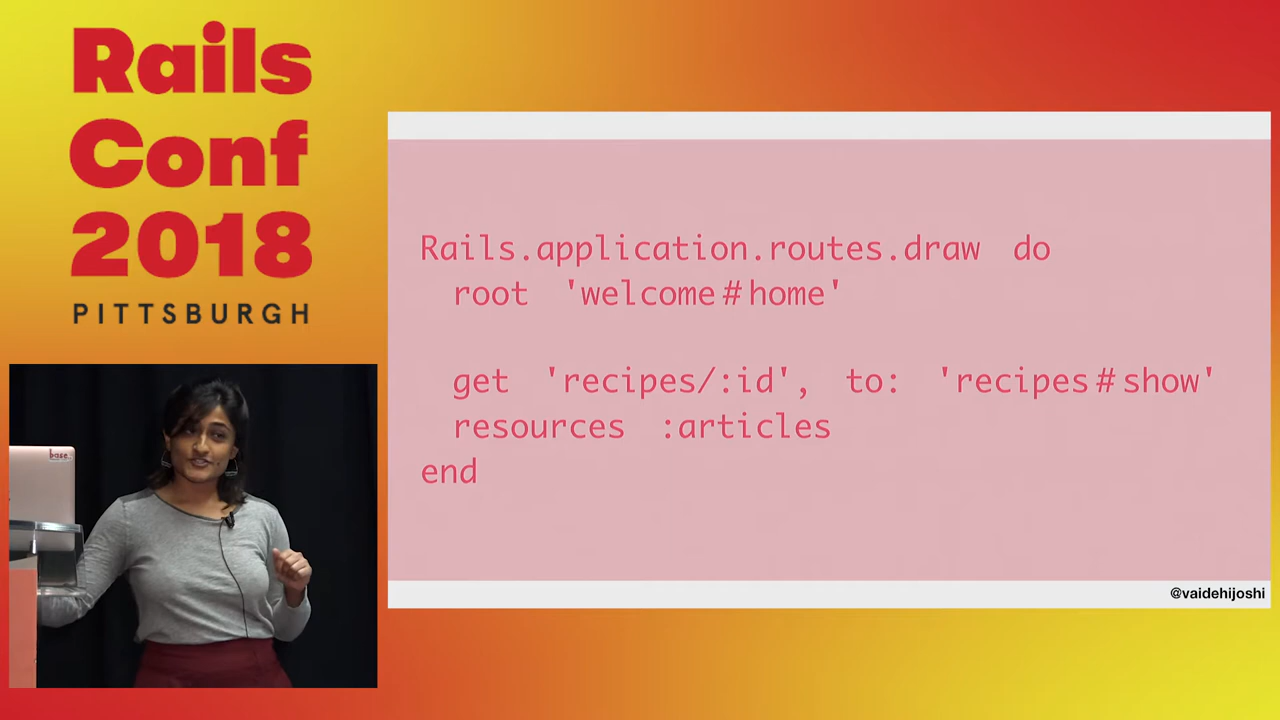 Rails
Conf
2018
PITTSBURGH
Rails.application.routes.draw do
root 'welcome#home'
get 'recipes/:id', to: 'recipes#show'
resources :articles
end
@vaidehijoshi
base